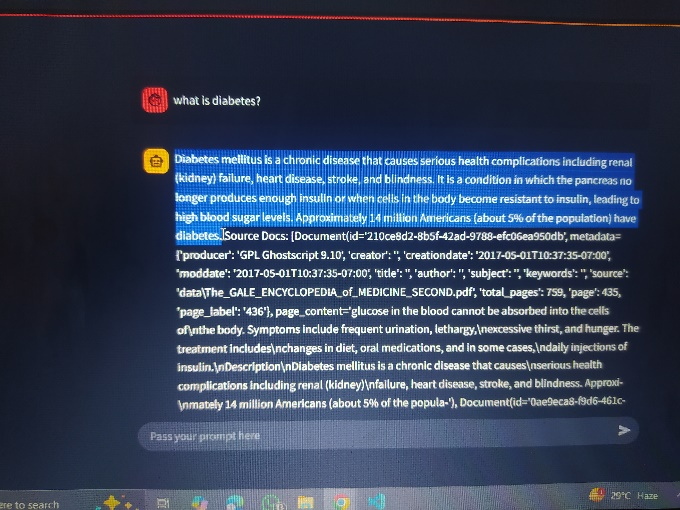 what is diabetes?
Diabetes mellitus is a chronic disease that causes serious health complications including renal
(kidney) failure, heart disease, stroke, and blindness. It is a condition in which the pancreas no
longer produces enough insulin or when cells in the body become resistant to insulin, leading to
high blood sugar levels. Approximately 14 million Americans (about 5% of the population) have
diabetes.Source Docs: [Document(id='210ce8d2-8b5f-42ad-9788-efc06ea950db', metadata=
{'producer': 'GPL Ghostscript 9.10', 'creator': '', 'creationdate': '2017-05-01T10:37:35-07:00',
'moddate': '2017-05-01T10:37:35-07:00', 'title': '', 'author': '', 'subject': '', 'keywords': '', 'source':
'data\The_GALE_ENCYCLOPEDIA_of_MEDICINE_SECOND.pdf', 'total_pages': 759, 'page': 435,
'page_label': '436'}, page_content='glucose in the blood cannot be absorbed into the cells
of\nthe body. Symptoms include frequent urination, lethargy,\nexcessive thirst, and hunger. The
treatment includes\nchanges in diet, oral medications, and in some cases,\ndaily injections of
insulin.\nDescription\nDiabetes mellitus is a chronic disease that causes\nserious health
complications including renal (kidney)\nfailure, heart disease, stroke, and blindness. Approxi-
\nmately 14 million Americans (about 5% of the popula-'), Document(id='0ae9eca8-f9d6-461c-
Pass your prompt here
ere to search
29°C Haze